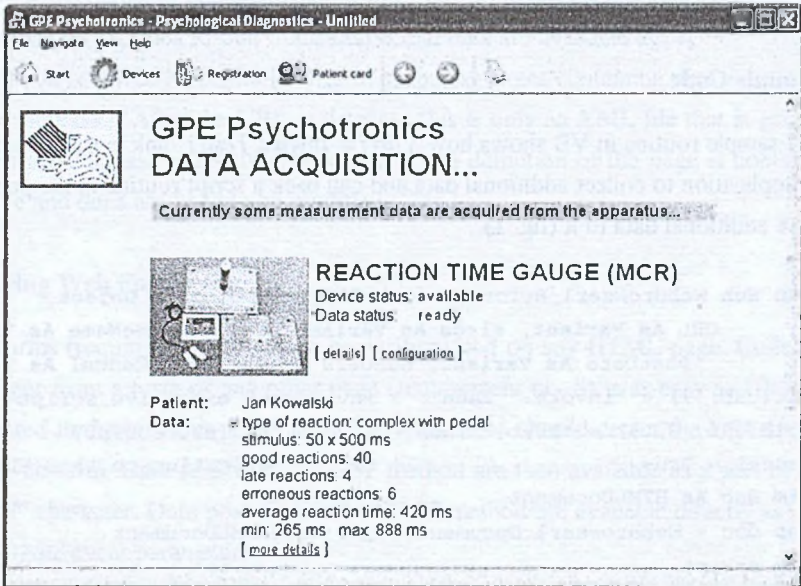 GPE Psychotronics - Psychological Diagnostics - Untitled
File Navigate View Help
Start Devices Registration Patient card
GPE Psychotronics
DATA ACQUISITION...
Currently some measurement data are acquired from the apparatus...
REACTION TIME GAUGE (MCR)
Device status: available
Data status: ready
[ details ] [ configuration ]
Patient: Jan Kowalski
Data: type of reaction: complex with pedal
stimulus: 50 x 500 ms
good reactions: 40
late reactions: 4
erroneous reactions: 6
average reaction time: 420 ms
min: 265 ms max: 888 ms
[ more details ]